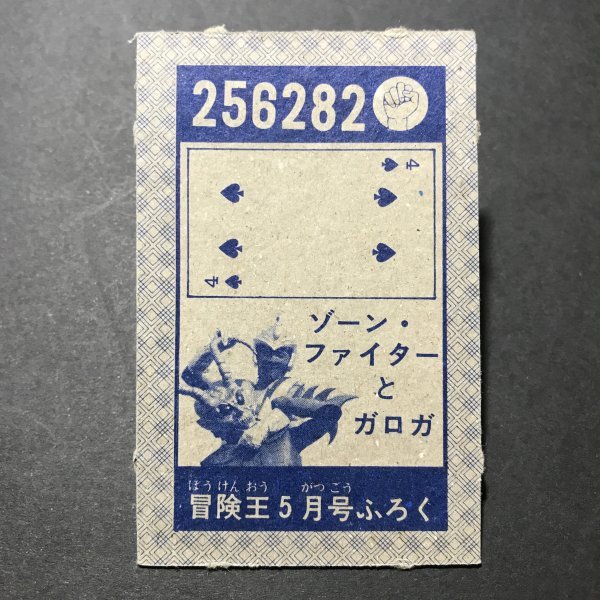 256282
4
4
ゾーン・
ファイター
と
ガロガ
ぼうけんおう がつごう
冒険王5月号ふろく